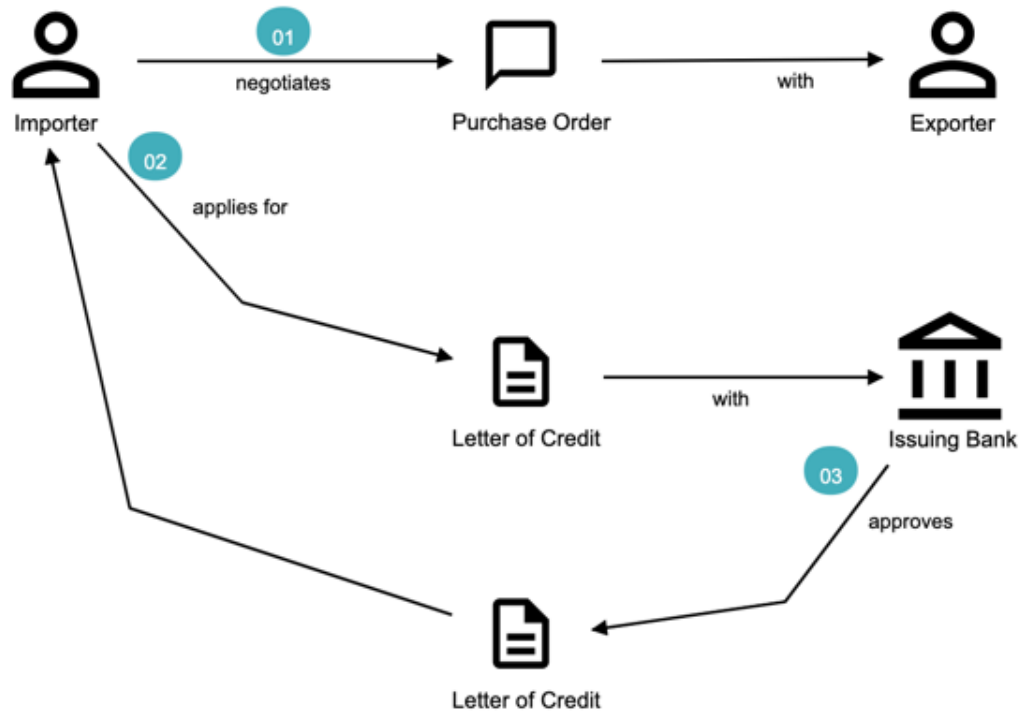 01
negotiates
with
Importer
Purchase Order
Exporter
02
applies for
with
Letter of Credit
Issuing Bank
03
approves
Letter of Credit